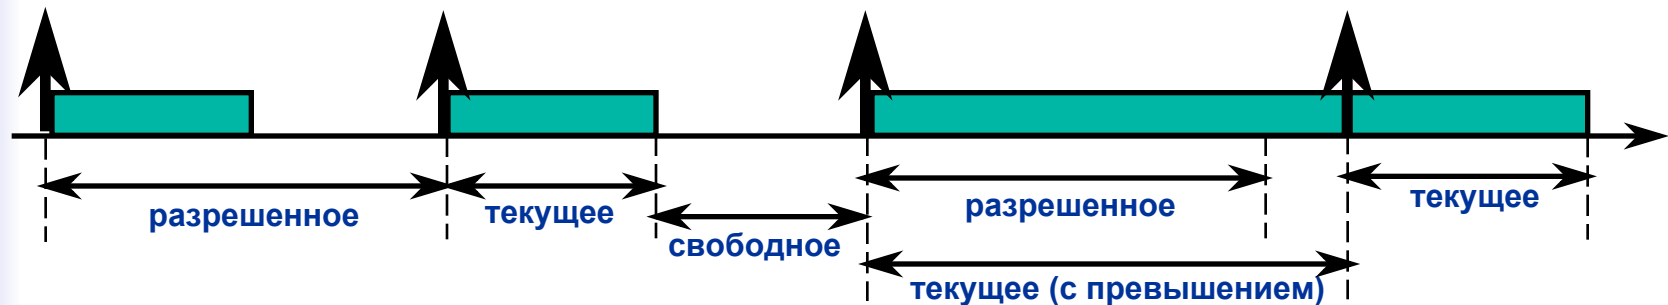 разрешенное
текущее
свободное
разрешенное
текущее
текущее (с превышением)